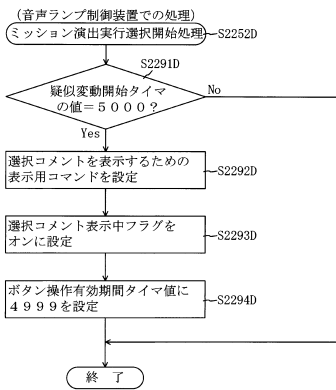 (音声ランプ制御装置での処理)
ミッション演出実行選択開始処理
S2252D
S2291D
疑似変動開始タイマ
の値=5000?
No
Yes
選択コメントを表示するための
表示用コマンドを設定
S2292D
選択コメント表示中フラグを
オンに設定
S2293D
ボタン操作有効期間タイマ値に
4999を設定
S2294D
終 了